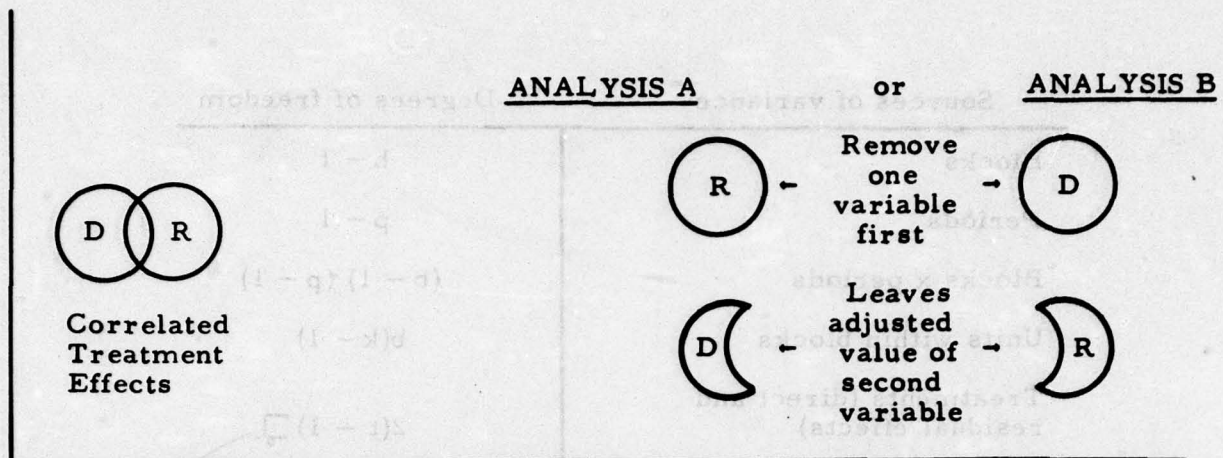 ANALYSIS A or ANALYSIS B
R ← Remove one variable first → D
D R
Correlated
Treatment
Effects
D ← Leaves adjusted value of second variable → R